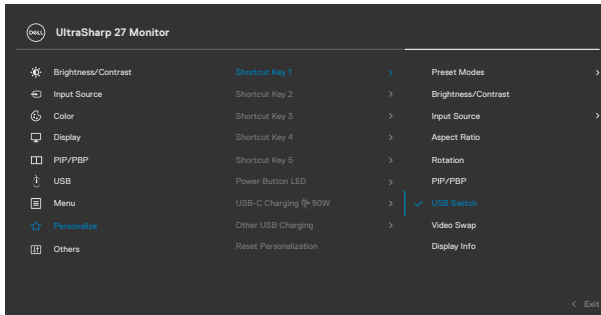 DELL UltraSharp 27 Monitor
Brightness/Contrast Shortcut Key 1 > Preset Modes >
Input Source Shortcut Key 2 > Brightness/Contrast
Color Shortcut Key 3 > Input Source >
Display Shortcut Key 4 > Aspect Ratio
PIP/PBP Shortcut Key 5 > Rotation
USB Power Button LED > PIP/PBP
Menu USB-C Charging 90W > ✓ USB Switch
Personalize Other USB Charging > Video Swap
Others Reset Personalization Display Info
< Exit